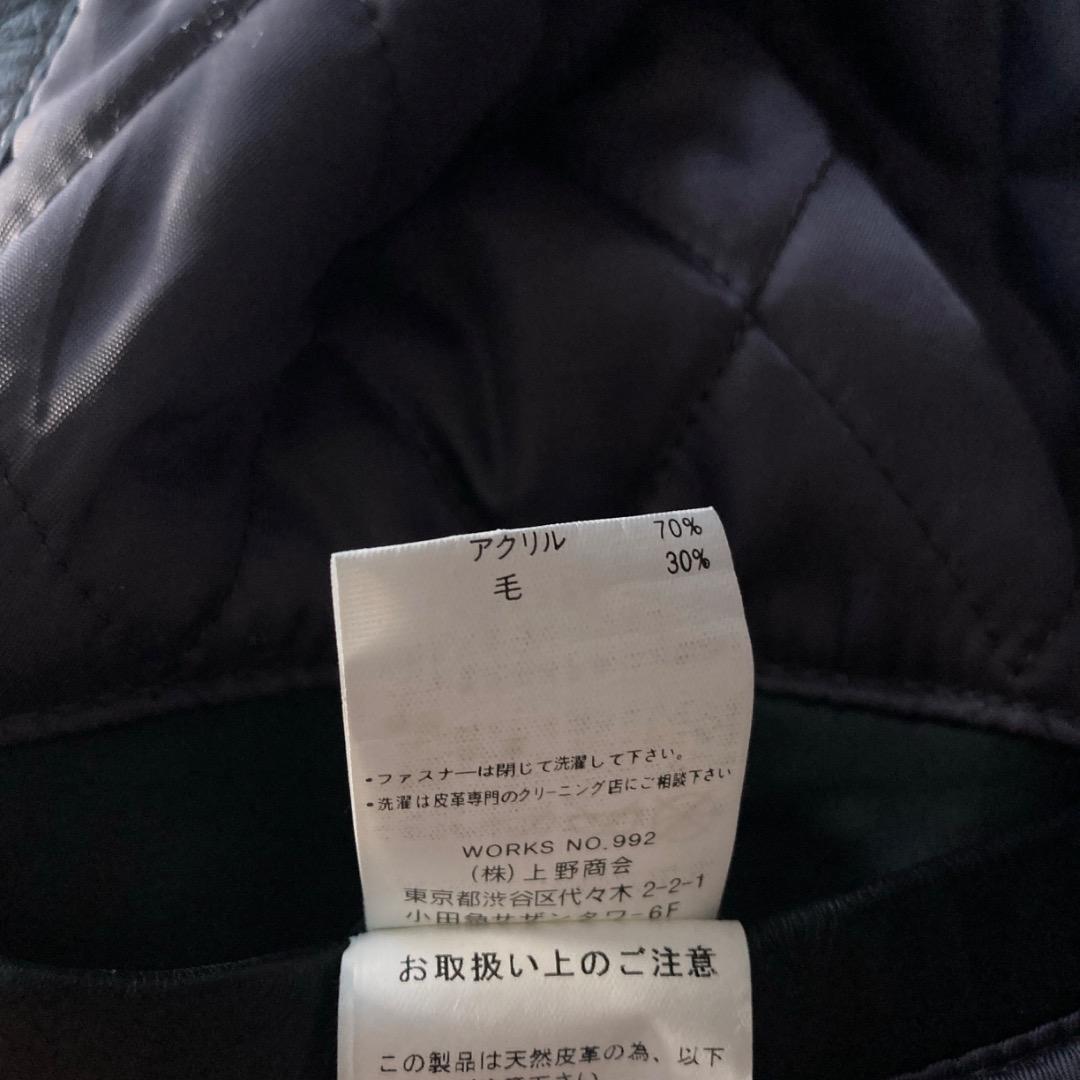 アクリル 70%
毛 30%
・ファスナーは閉じて洗濯して下さい。
・洗濯は皮革専門のクリーニング店にご相談下さい
WORKS NO.992
(株)上野商会
東京都渋谷区代々木 2-2-1
小田急サザンタワー6F
お取扱い上のご注意
この製品は天然皮革の為、以下